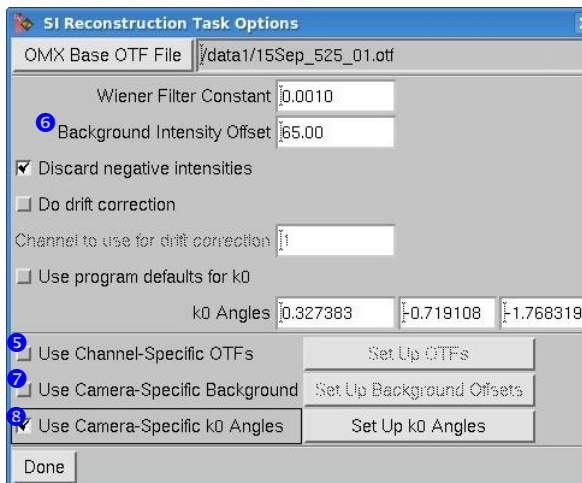 SI Reconstruction Task Options
OMX Base OTF File /data1/15Sep_525_01.otf
Wiener Filter Constant 0.0010
6 Background Intensity Offset 65.00
Discard negative intensities
Do drift correction
Channel to use for drift correction 1
Use program defaults for k0
k0 Angles 0.327383 -0.719108 -1.768319
5 Use Channel-Specific OTFs Set Up OTFs
7 Use Camera-Specific Background Set Up Background Offsets
8 Use Camera-Specific k0 Angles Set Up k0 Angles
Done